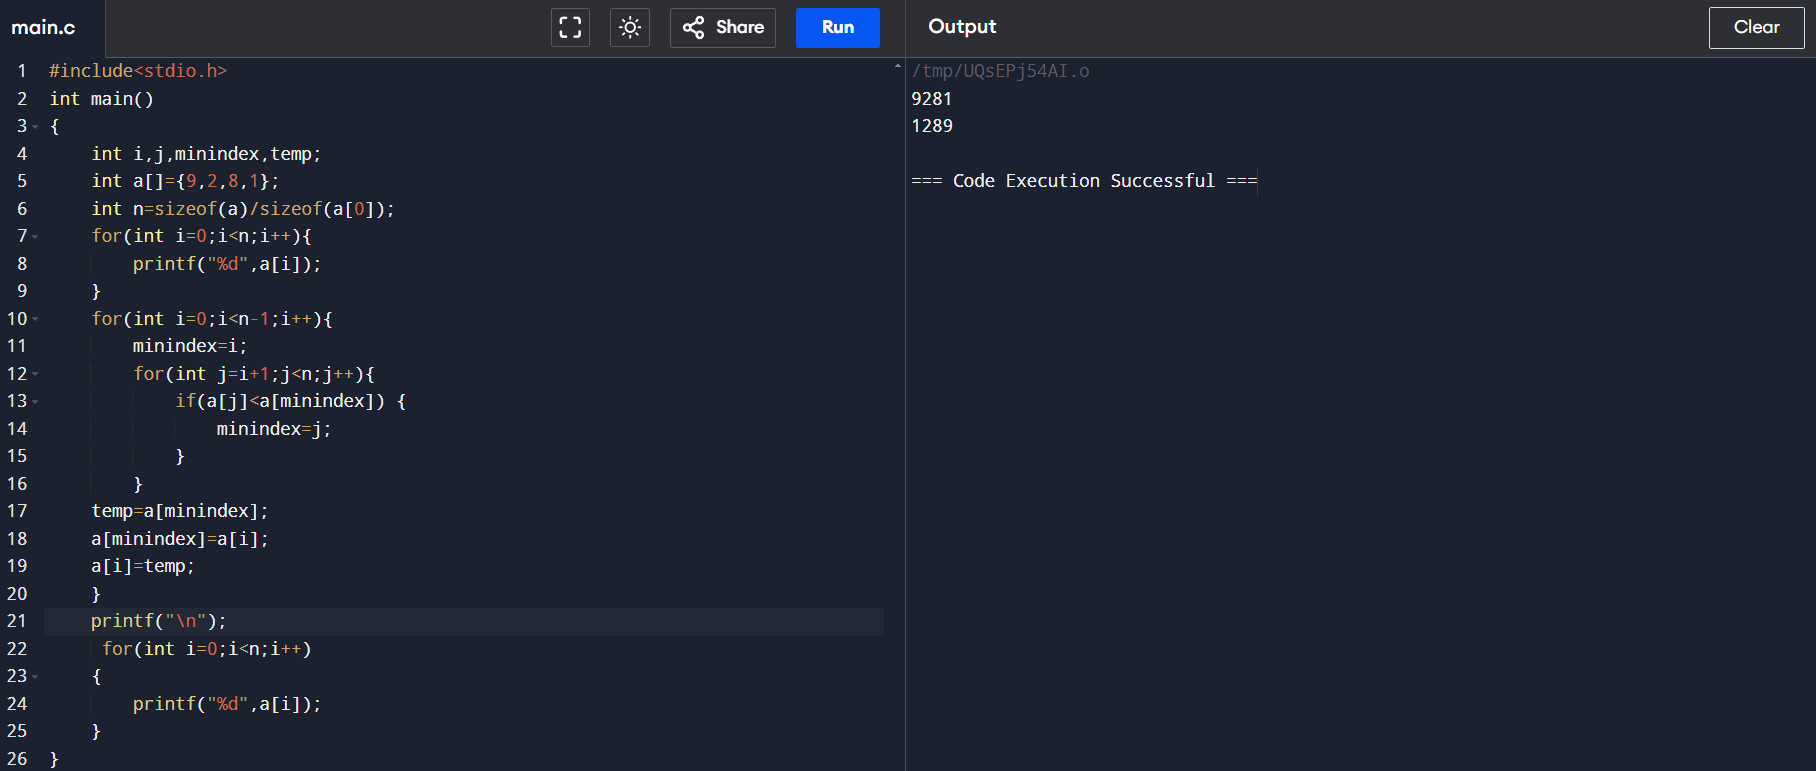 main.c
Share
Run
Output
Clear
1 #include<stdio.h>
2 int main()
3 {
4     int i,j,minindex,temp;
5     int a[]={9,2,8,1};
6     int n=sizeof(a)/sizeof(a[0]);
7     for(int i=0;i<n;i++){
8         printf("%d",a[i]);
9     }
10     for(int i=0;i<n-1;i++){
11         minindex=i;
12         for(int j=i+1;j<n;j++){
13             if(a[j]<a[minindex]) {
14                 minindex=j;
15             }
16         }
17     temp=a[minindex];
18     a[minindex]=a[i];
19     a[i]=temp;
20     }
21     printf("\n");
22      for(int i=0;i<n;i++)
23     {
24         printf("%d",a[i]);
25     }
26 }
/tmp/UQsEPj54AI.o
9281
1289
=== Code Execution Successful ===